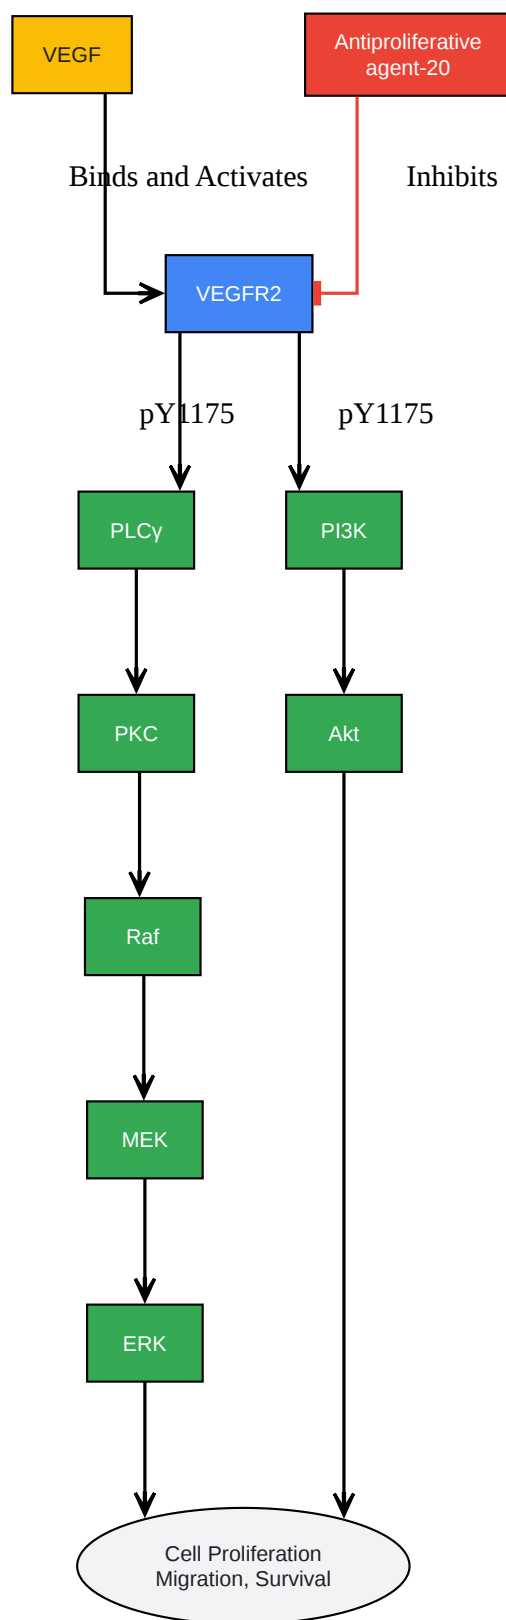 VEGF
Antiproliferative
agent-20
Binds and Activates
Inhibits
VEGFR2
pY1175
pY1175
PLCγ
PI3K
PKC
Akt
Raf
MEK
ERK
Cell Proliferation
Migration, Survival